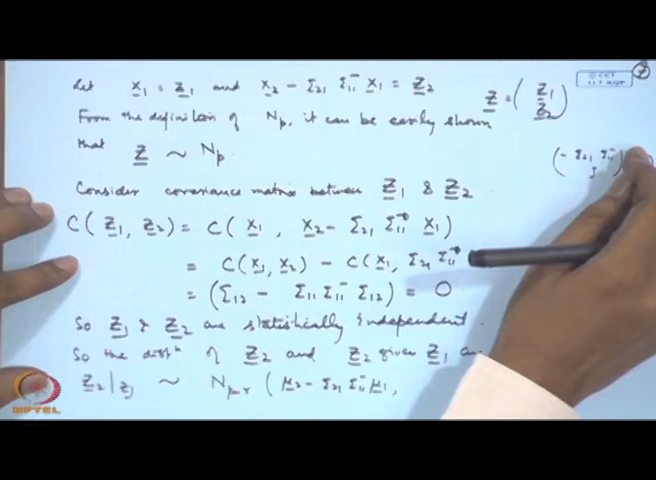 Let x₁ = z₁ and x₂ - Σ₂₁ Σ₁₁⁻ x₁ = z₂
z = ( z₁ z₂ )
From the definition of Nₚ, it can be easily shown
that z ~ Nₚ
( - Σ₂₁ Σ₁₁⁻
I
Consider covariance matrix between z₁ & z₂
C( z₁, z₂) = C( x₁ , x₂ - Σ₂₁ Σ₁₁⁻ x₁)
= C( x₁, x₂) - C( x₁, Σ₂₁ Σ₁₁⁻
= (Σ₁₂ - Σ₁₁ Σ₁₁⁻ Σ₁₂) = 0
So z₁ & z₂ are statistically independent
So the distⁿ of z₂ and z₂ given z₁
z₂|z₁ ~ Nₚ₋ᵣ ( μ₂ - Σ₂₁ Σ₁₁⁻ μ₁,
NPTEL